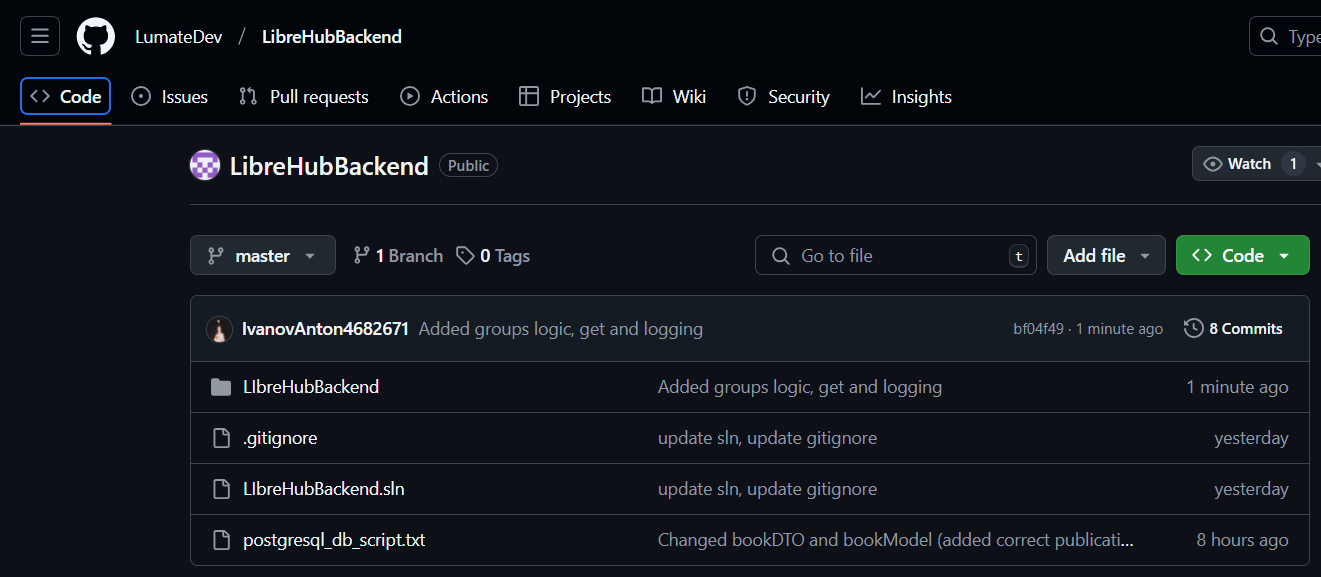 LumateDev / LibreHubBackend
Type
Code Issues Pull requests Actions Projects Wiki Security Insights
LibreHubBackend Public
Watch 1
master 1 Branch 0 Tags
Go to file t
Add file
Code
IvanovAnton4682671 Added groups logic, get and logging bf04f49 · 1 minute ago 8 Commits
LIbreHubBackend Added groups logic, get and logging 1 minute ago
.gitignore update sln, update gitignore yesterday
LIbreHubBackend.sln update sln, update gitignore yesterday
postgresql_db_script.txt Changed bookDTO and bookModel (added correct publicati... 8 hours ago